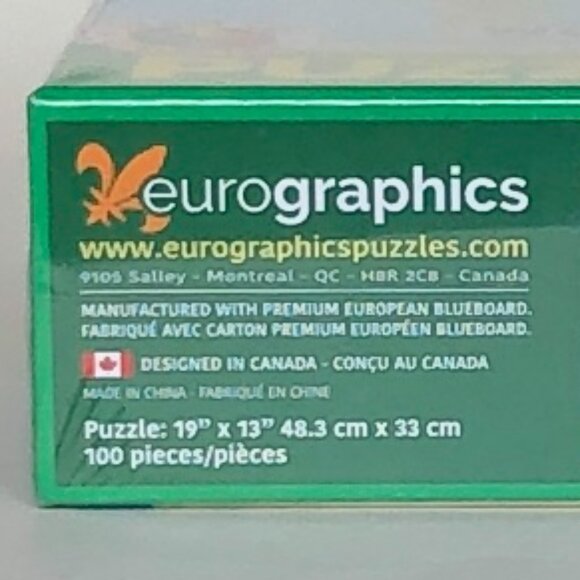 eurographics
www.eurographicspuzzles.com
9105 Salley - Montreal - QC - H8R 2C8 - Canada
MANUFACTURED WITH PREMIUM EUROPEAN BLUEBOARD.
FABRIQUÉ AVEC CARTON PREMIUM EUROPÉEN BLUEBOARD.
DESIGNED IN CANADA - CONÇU AU CANADA
MADE IN CHINA - FABRIQUÉ EN CHINE
Puzzle: 19” x 13” 48.3 cm x 33 cm
100 pieces/pièces